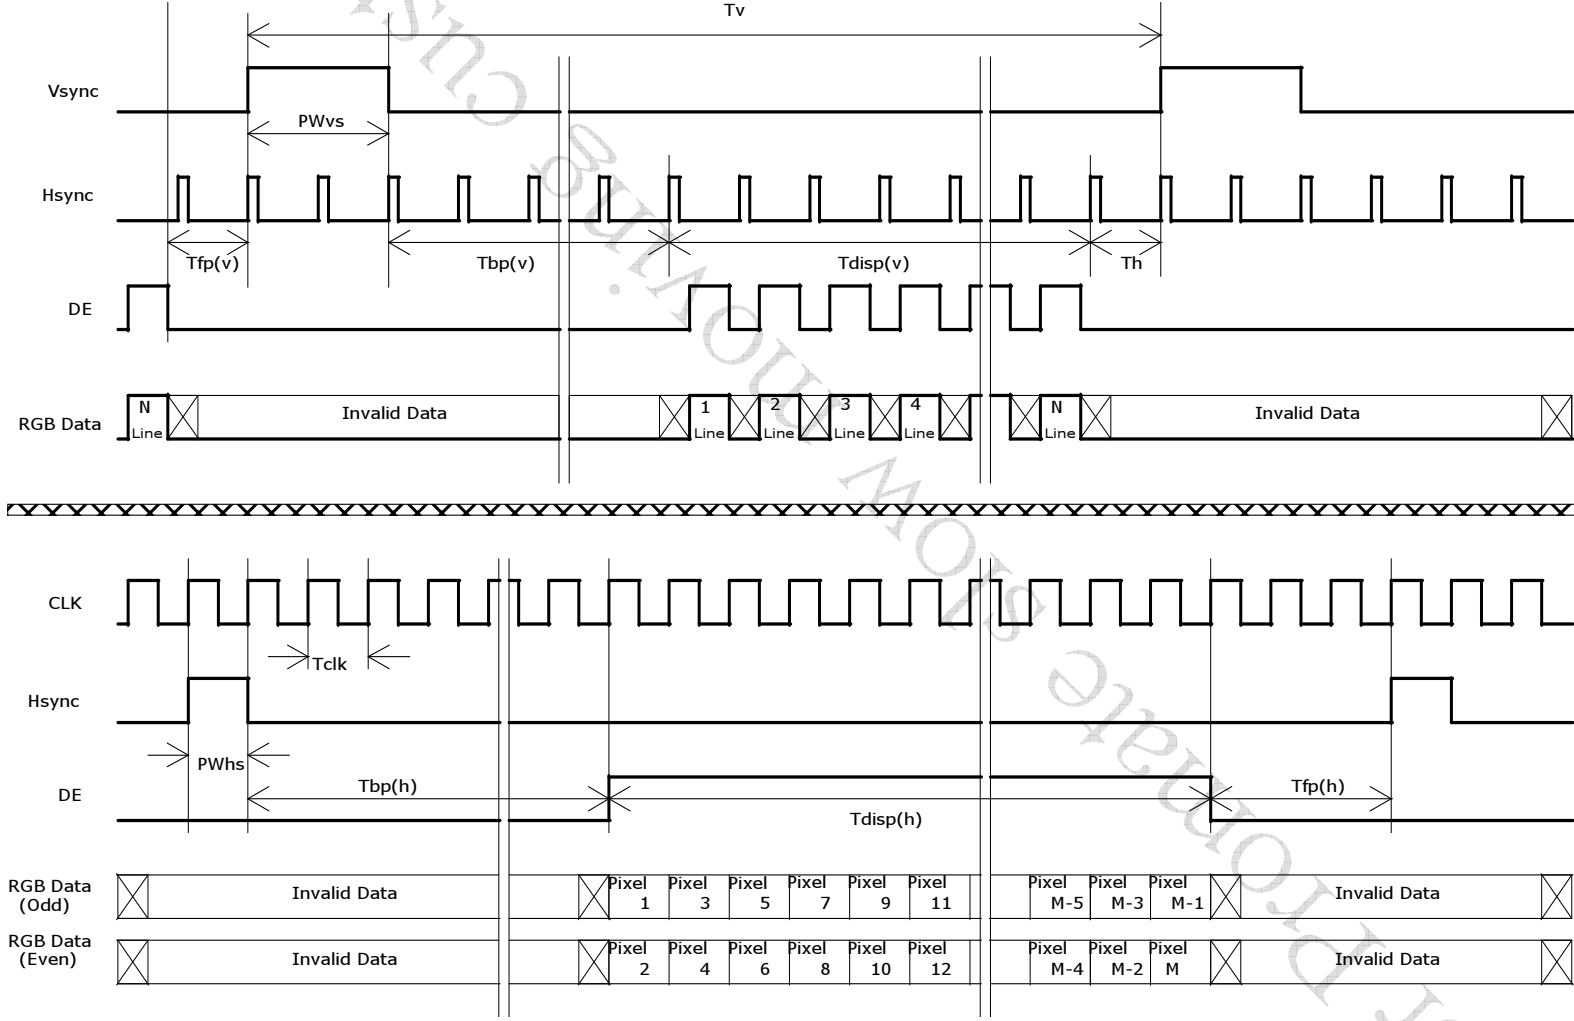 Tv
Vsync
PWvs
Hsync
Tfp(v) Tbp(v) Tdisp(v) Th
DE
RGB Data N Line Invalid Data 1 Line 2 Line 3 Line 4 Line N Line Invalid Data
CLK
Tclk
Hsync
PWhs
DE Tbp(h) Tdisp(h) Tfp(h)
RGB Data
(Odd) Invalid Data Pixel 1 Pixel 3 Pixel 5 Pixel 7 Pixel 9 Pixel 11 Pixel M-5 Pixel M-3 Pixel M-1 Invalid Data
RGB Data
(Even) Invalid Data Pixel 2 Pixel 4 Pixel 6 Pixel 8 Pixel 10 Pixel 12 Pixel M-4 Pixel M-2 Pixel M Invalid Data
Promate slow moving